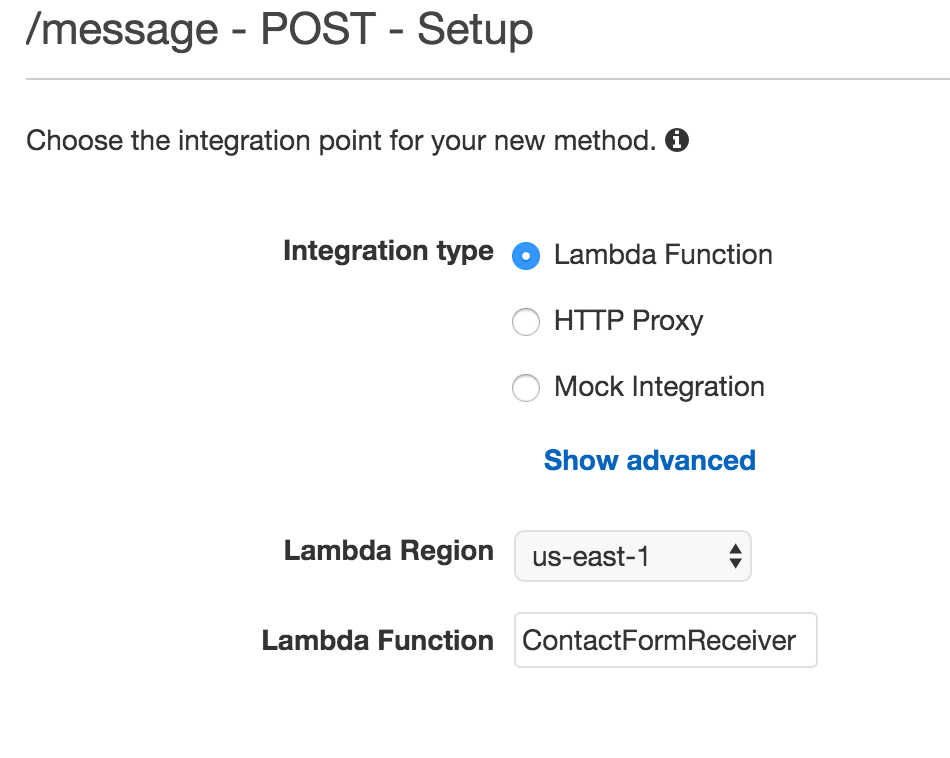 /message - POST - Setup
Choose the integration point for your new method.
Integration type
Lambda Function
HTTP Proxy
Mock Integration
Show advanced
Lambda Region us-east-1
Lambda Function ContactFormReceiver